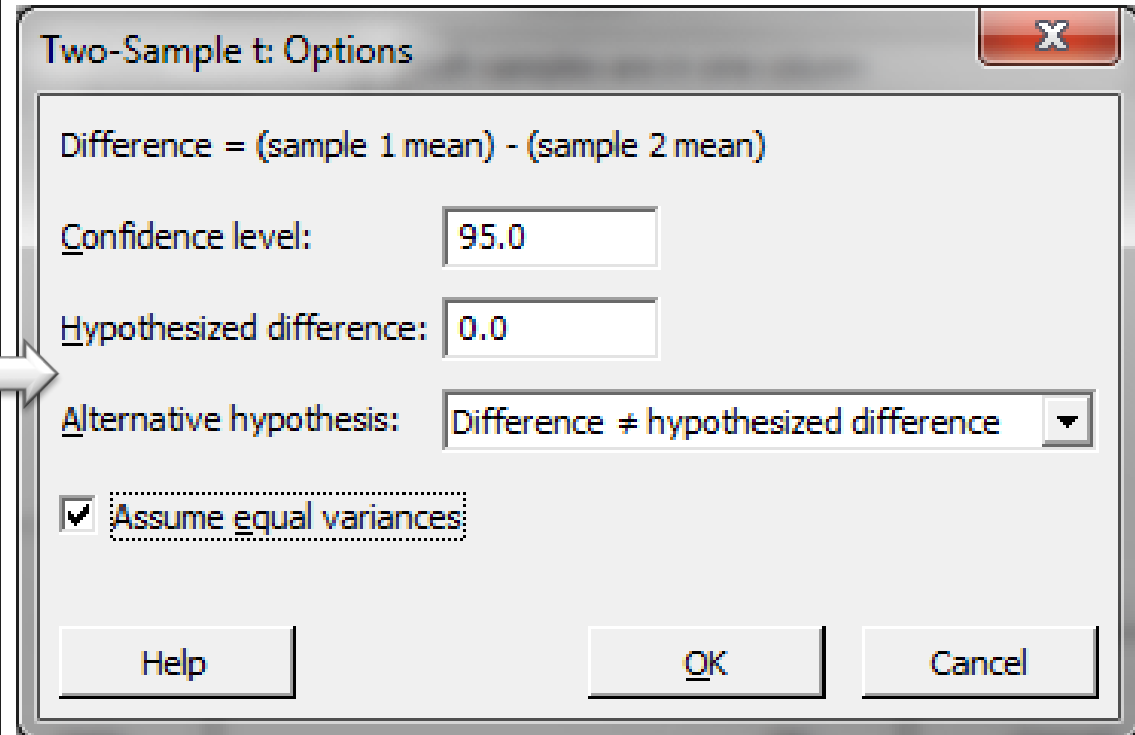 Two-Sample t: Options
Difference = (sample 1 mean) - (sample 2 mean)
Confidence level: 95.0
Hypothesized difference: 0.0
Alternative hypothesis: Difference ≠ hypothesized difference
Assume equal variances
Help OK Cancel